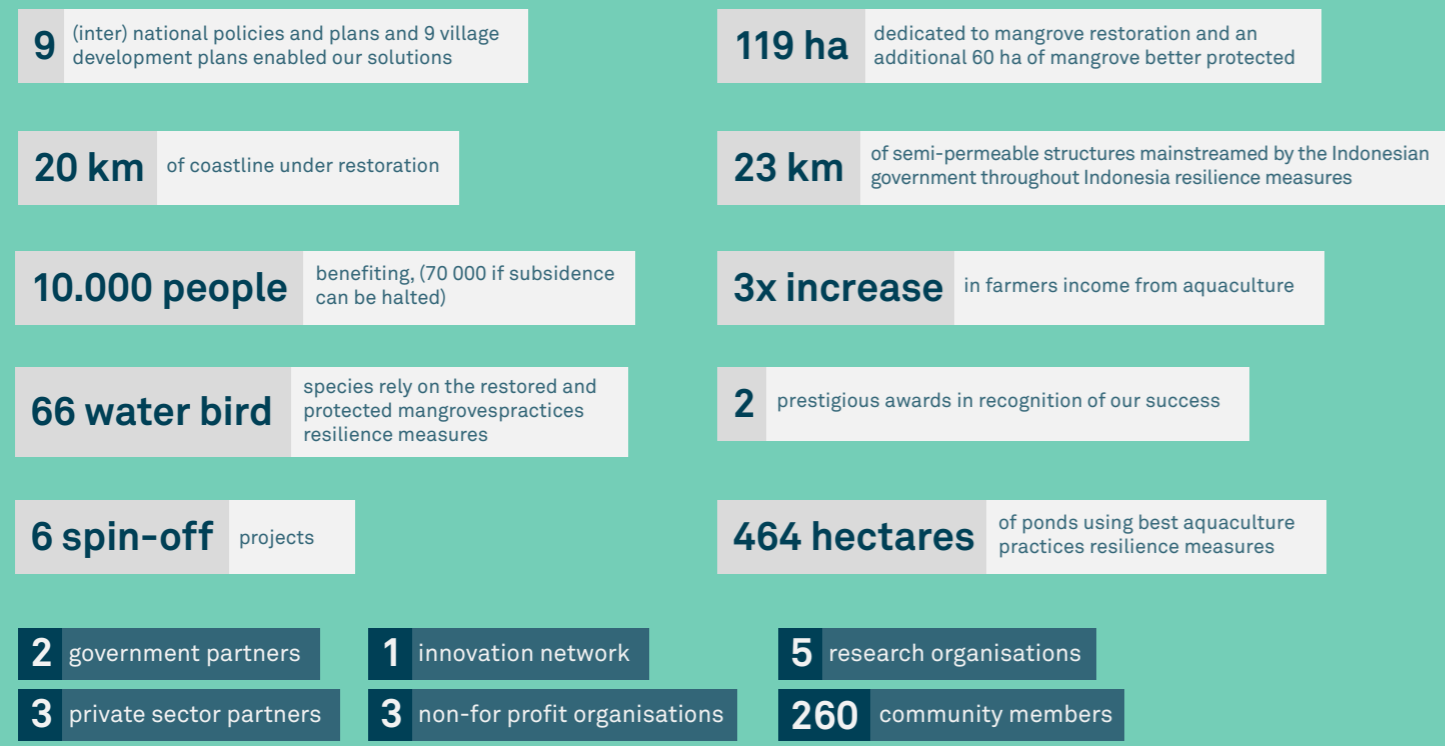 9 (inter) national policies and plans and 9 village
development plans enabled our solutions
119 ha dedicated to mangrove restoration and an
additional 60 ha of mangrove better protected
20 km of coastline under restoration
23 km of semi-permeable structures mainstreamed by the Indonesian
government throughout Indonesia resilience measures
10.000 people benefiting, (70 000 if subsidence
can be halted)
3x increase in farmers income from aquaculture
66 water bird species rely on the restored and
protected mangrovespractices
resilience measures
2 prestigious awards in recognition of our success
6 spin-off projects
464 hectares of ponds using best aquaculture
practices resilience measures
2 government partners
1 innovation network
5 research organisations
3 private sector partners
3 non-for profit organisations
260 community members